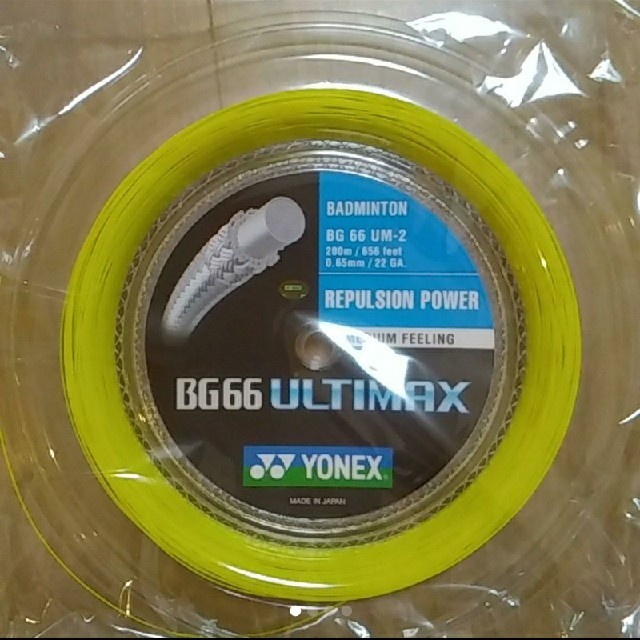 BADMINTON
BG 66 UM-2
200m / 656 feet
0.65mm / 22 GA.
REPULSION POWER
FEELING
BG66 ULTIMAX
YONEX
MADE IN JAPAN